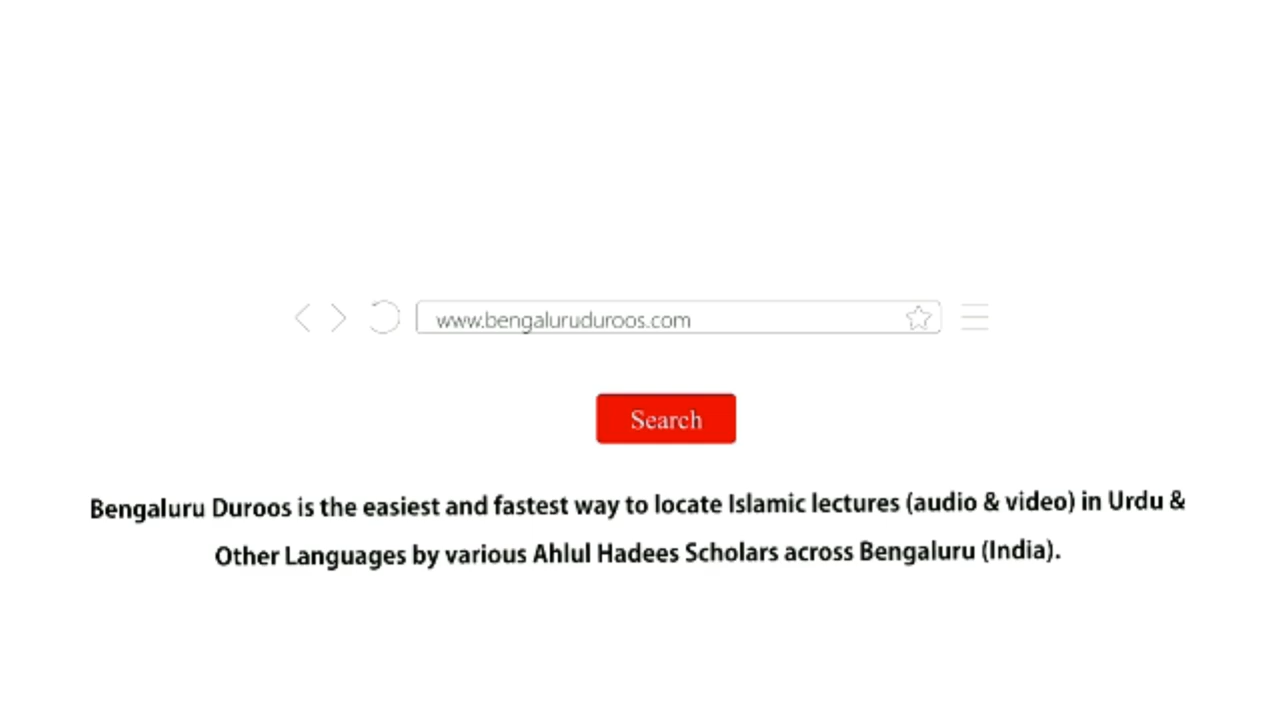 www.bengaluruduroos.com
Search
Bengaluru Duroos is the easiest and fastest way to locate Islamic lectures (audio & video) in Urdu &
Other Languages by various Ahlul Hadees Scholars across Bengaluru (India).